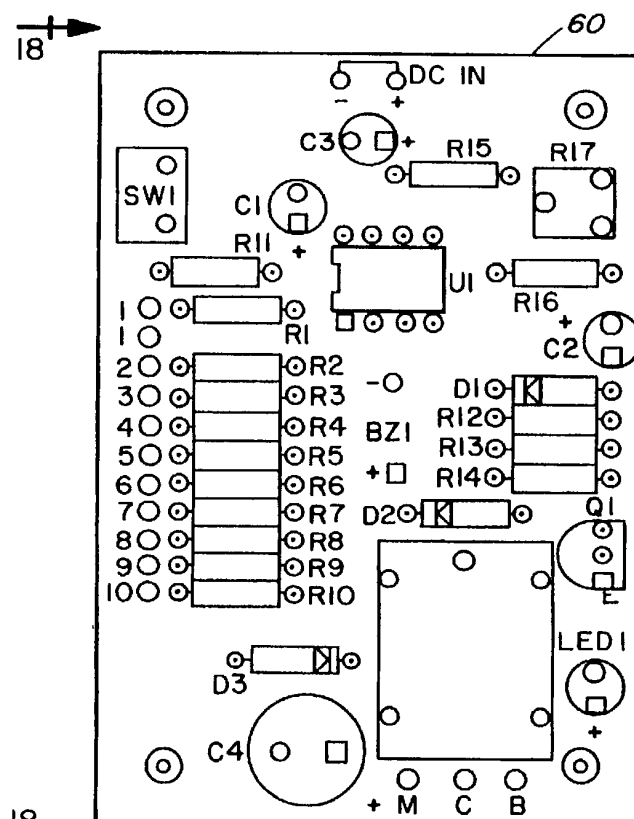 18
60
DC IN
- +
C3 +
R15
R17
SW1
C1
+
R11
U1
R16
1
R1
1
+
C2
2 R2
-
D1
3 R3
R12
4 R4
BZ1
R13
5 R5
+
R14
6 R6
7 R7
D2
Q1
8 R8
9 R9
E
10 R10
LED1
D3
C4
+
+ M C B
18